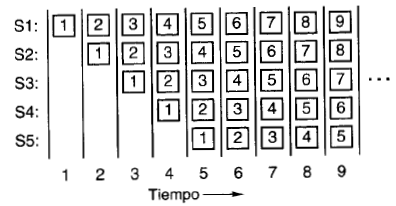 S1: 1 2 3 4 5 6 7 8 9
S2: 1 2 3 4 5 6 7 8
S3: 1 2 3 4 5 6 7 ...
S4: 1 2 3 4 5 6
S5: 1 2 3 4 5
1 2 3 4 5 6 7 8 9
Tiempo